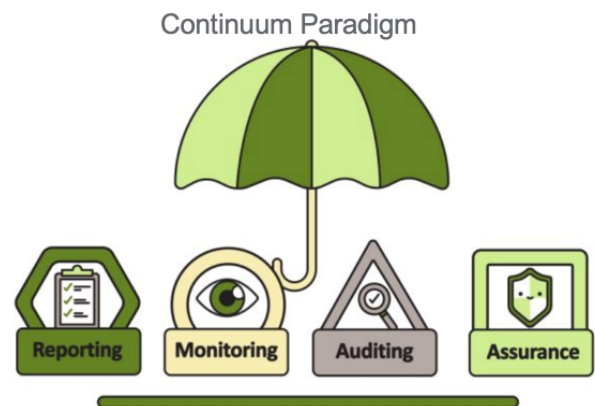 Continuum Paradigm
Reporting
Monitoring
Auditing
Assurance